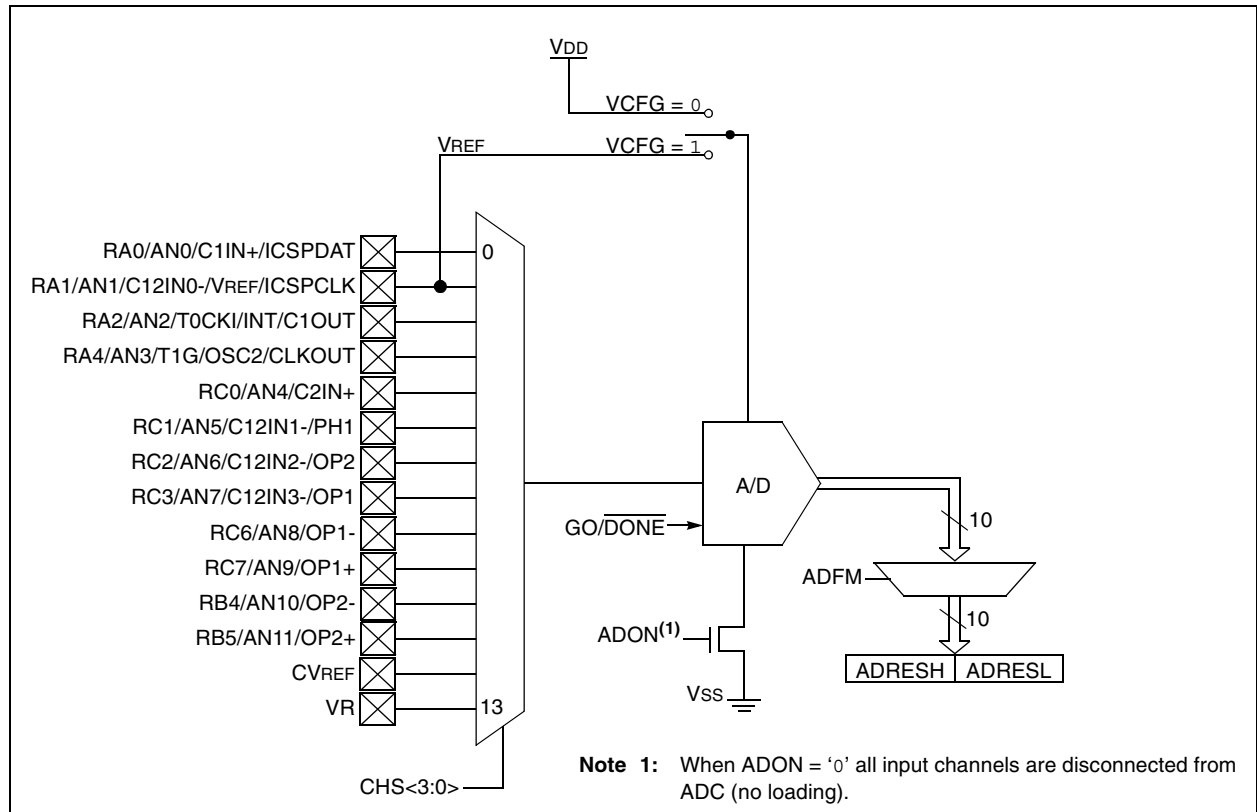 VDD
VCFG = 0
VREF
VCFG = 1
RA0/AN0/C1IN+/ICSPDAT
0
RA1/AN1/C12IN0-/VREF/ICSPCLK
RA2/AN2/T0CKI/INT/C1OUT
RA4/AN3/T1G/OSC2/CLKOUT
RC0/AN4/C2IN+
RC1/AN5/C12IN1-/PH1
RC2/AN6/C12IN2-/OP2
RC3/AN7/C12IN3-/OP1
RC6/AN8/OP1-
RC7/AN9/OP1+
RB4/AN10/OP2-
RB5/AN11/OP2+
CVREF
VR
13
CHS<3:0>
A/D
GO/DONE
10
ADFM
10
ADON(1)
ADRESH ADRESL
VSS
Note 1: When ADON = '0' all input channels are disconnected from
ADC (no loading).